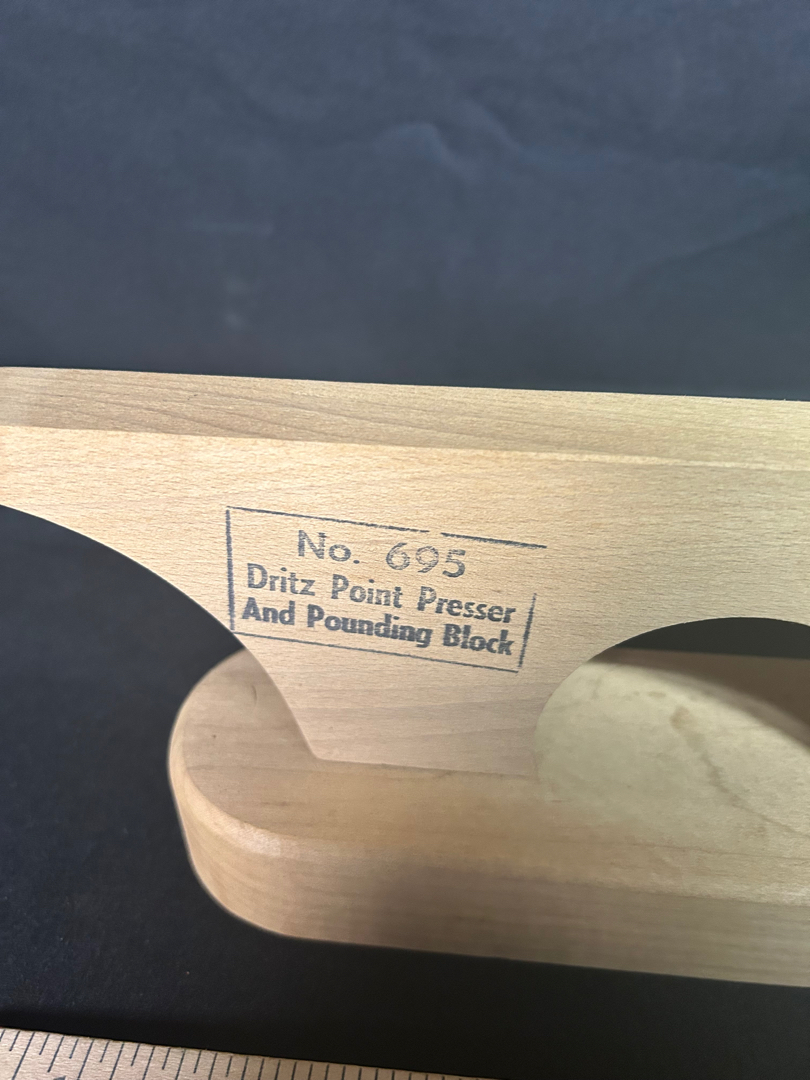 No. 695
Dritz Point Presser
And Pounding Block